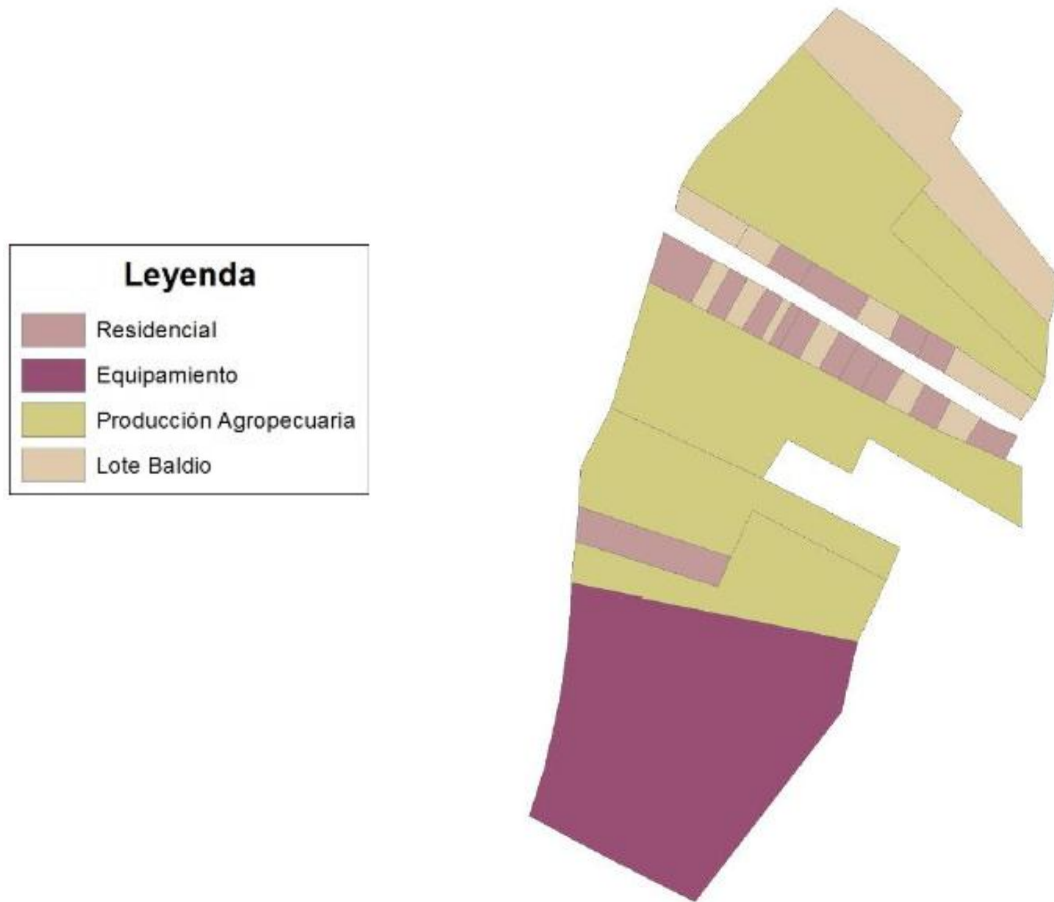 Leyenda
Residencial
Equipamiento
Producción Agropecuaria
Lote Baldio